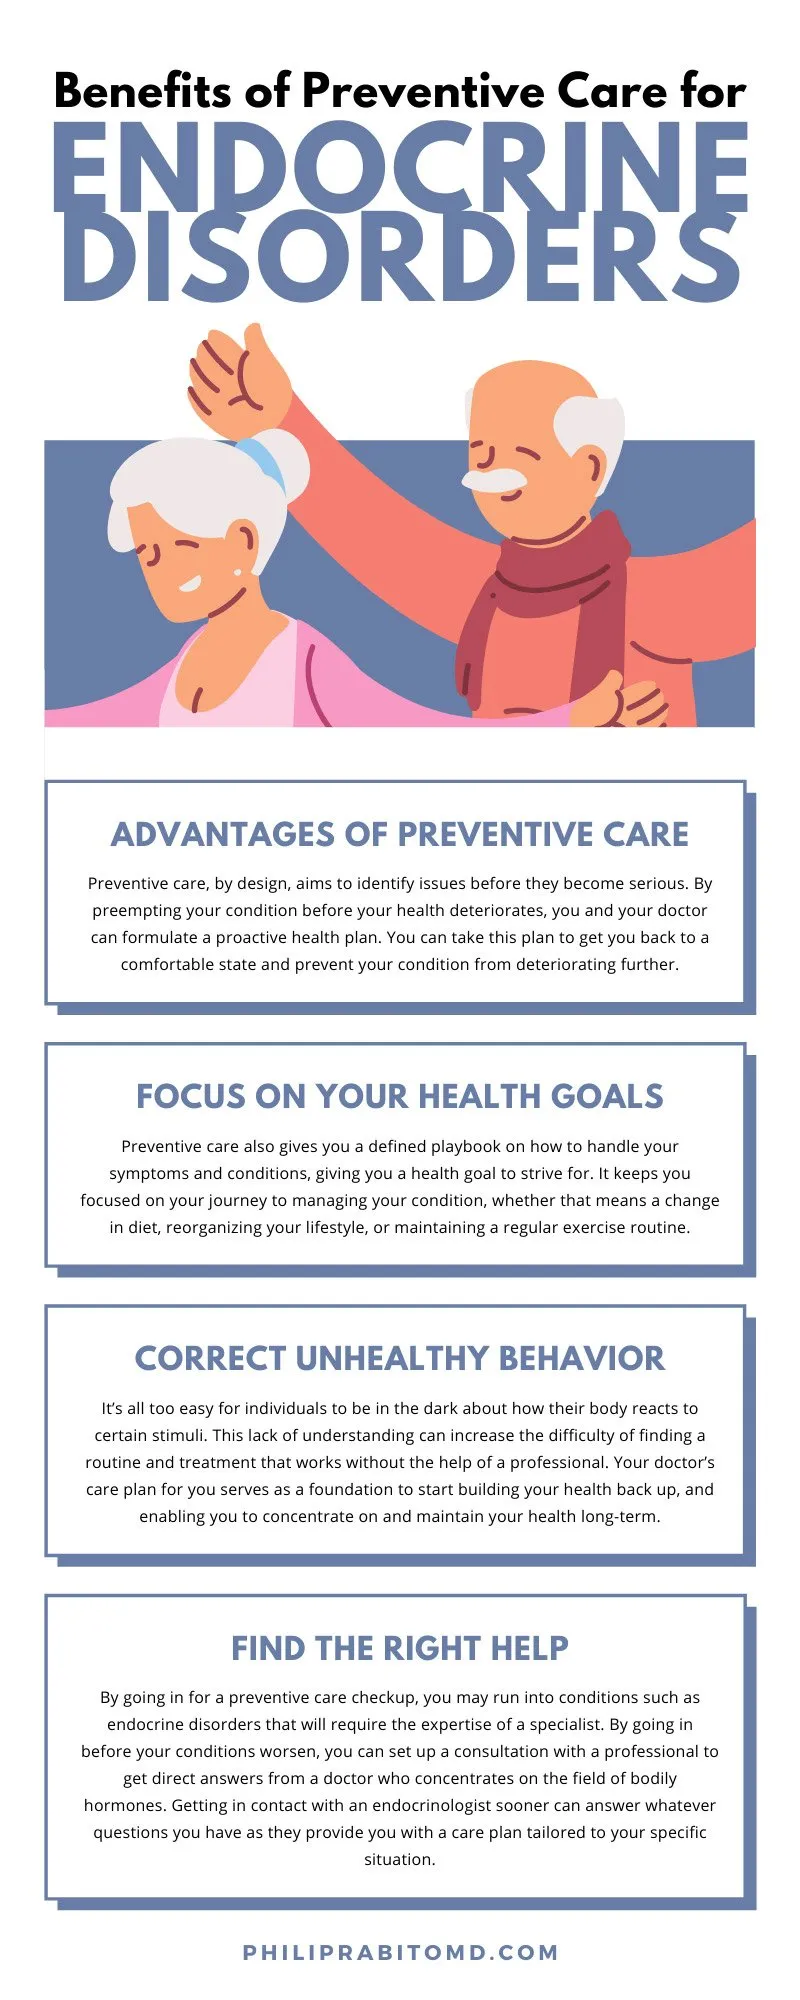 Benefits of Preventive Care for
ENDOCRINE
DISORDERS
ADVANTAGES OF PREVENTIVE CARE
Preventive care, by design, aims to identify issues before they become serious. By
preempting your condition before your health deteriorates, you and your doctor
can formulate a proactive health plan. You can take this plan to get you back to a
comfortable state and prevent your condition from deteriorating further.
FOCUS ON YOUR HEALTH GOALS
Preventive care also gives you a defined playbook on how to handle your
symptoms and conditions, giving you a health goal to strive for. It keeps you
focused on your journey to managing your condition, whether that means a change
in diet, reorganizing your lifestyle, or maintaining a regular exercise routine.
CORRECT UNHEALTHY BEHAVIOR
It’s all too easy for individuals to be in the dark about how their body reacts to
certain stimuli. This lack of understanding can increase the difficulty of finding a
routine and treatment that works without the help of a professional. Your doctor’s
care plan for you serves as a foundation to start building your health back up, and
enabling you to concentrate on and maintain your health long-term.
FIND THE RIGHT HELP
By going in for a preventive care checkup, you may run into conditions such as
endocrine disorders that will require the expertise of a specialist. By going in
before your conditions worsen, you can set up a consultation with a professional to
get direct answers from a doctor who concentrates on the field of bodily
hormones. Getting in contact with an endocrinologist sooner can answer whatever
questions you have as they provide you with a care plan tailored to your specific
situation.
PHILIPRABITOMD.COM